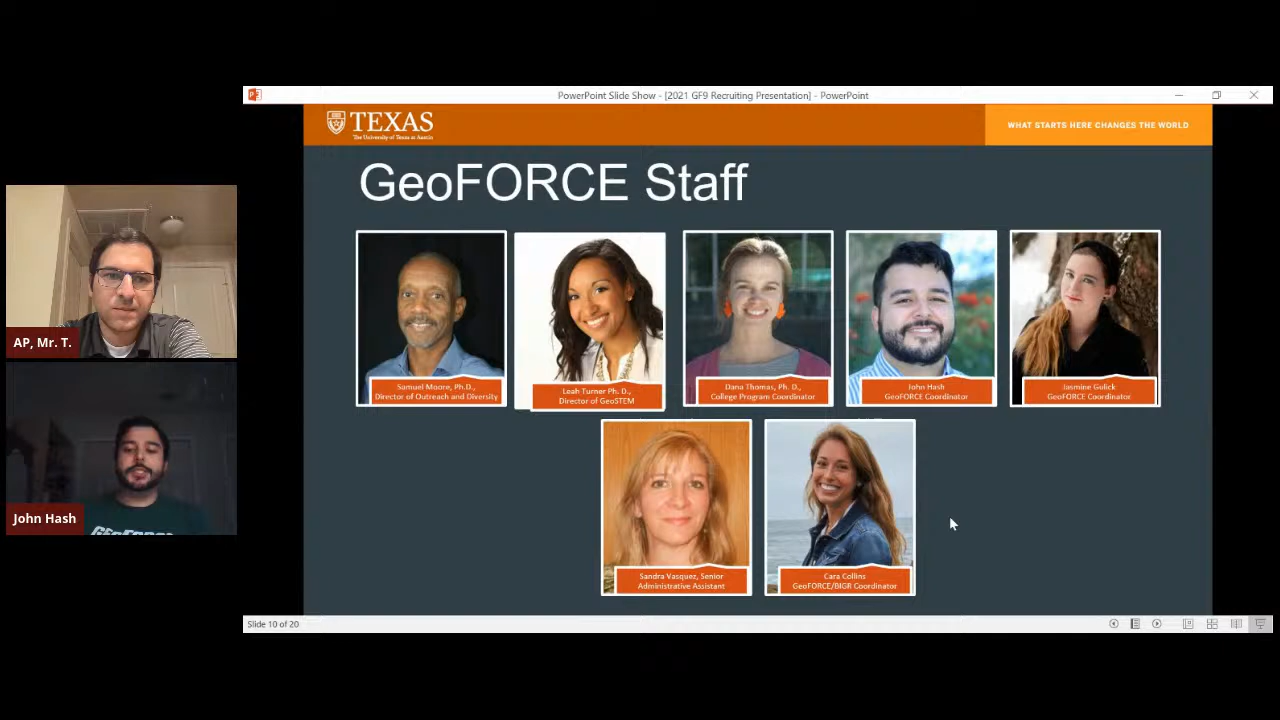 PowerPoint Slide Show - [2021 GF9 Recruiting Presentation] - PowerPoint
TEXAS
The University of Texas at Austin
WHAT STARTS HERE CHANGES THE WORLD
GeoFORCE Staff
AP, Mr. T.
John Hash
GEOFORCE
Samuel Moore, Ph.D.,
Director of Outreach and Diversity
Leah Turner Ph. D.,
Director of GeoSTEM
Dana Thomas, Ph. D.,
College Program Coordinator
John Hash
GeoFORCE Coordinator
Jasmine Gulick
GeoFORCE Coordinator
Sandra Vasquez, Senior
Administrative Assistant
Cara Collins
GeoFORCE/BIGR Coordinator
Slide 10 of 20